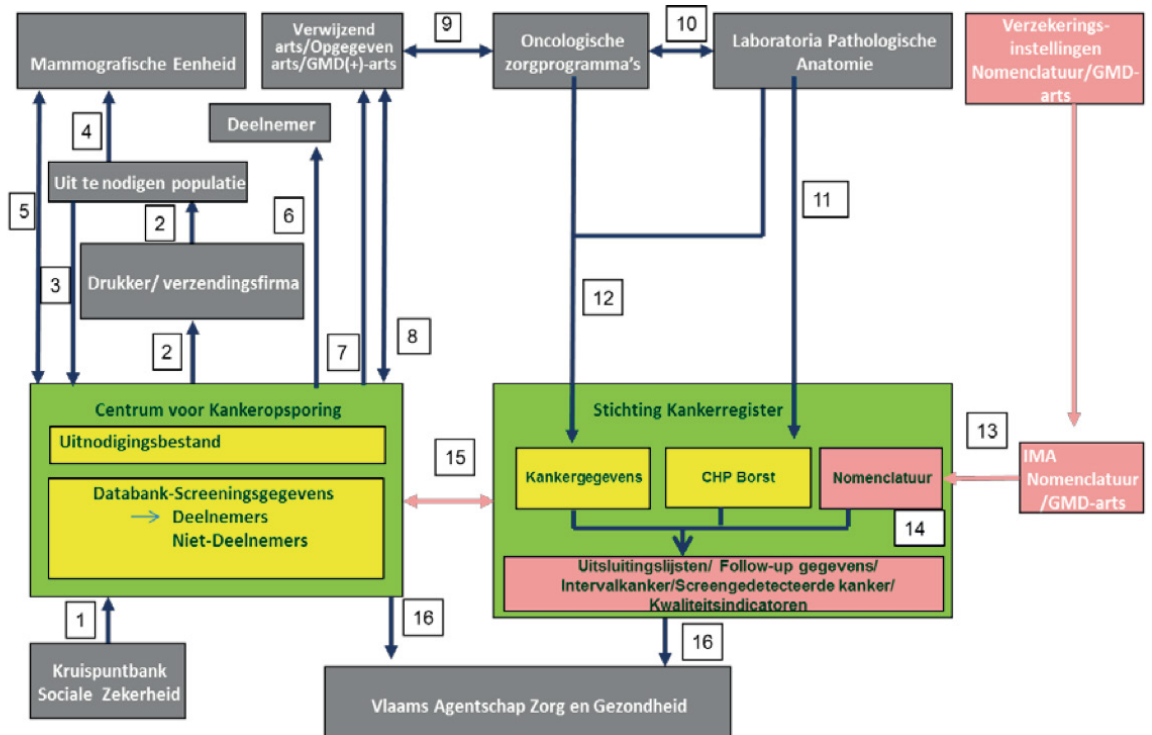 Mammografische Eenheid
Verwijzend
arts/Opgegeven
arts/GMD(+)-arts
9
Oncologische
zorgprogramma's
10
Laboratoria Pathologische
Anatomie
Verzekerings-
instellingen
Nomenclatuur/GMD-
arts
4
Deelnemer
Uit te nodigen populatie
5
2
6
11
3
Drukker/ verzendingsfirma
12
2
7
8
Centrum voor Kankeropsporing
Uitnodigingsbestand
Databank-Screeningsgegevens
→ Deelnemers
Niet-Deelnemers
15
Stichting Kankerregister
Kankergegevens
CHP Borst
Nomenclatuur
13
IMA
Nomenclatuur
/GMD-arts
14
Uitsluitingslijsten/ Follow-up gegevens/
Intervalkanker/Screengedetecteerde kanker/
Kwaliteitsindicatoren
1
16
16
Kruispuntbank
Sociale Zekerheid
Vlaams Agentschap Zorg en Gezondheid